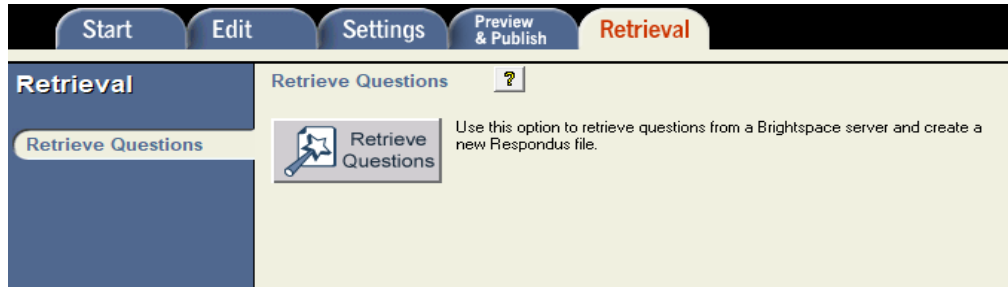 Start
Edit
Settings
Preview
& Publish
Retrieval
Retrieval
Retrieve Questions
Retrieve Questions
?
Retrieve
Questions
Use this option to retrieve questions from a Brightspace server and create a
new Respondus file.